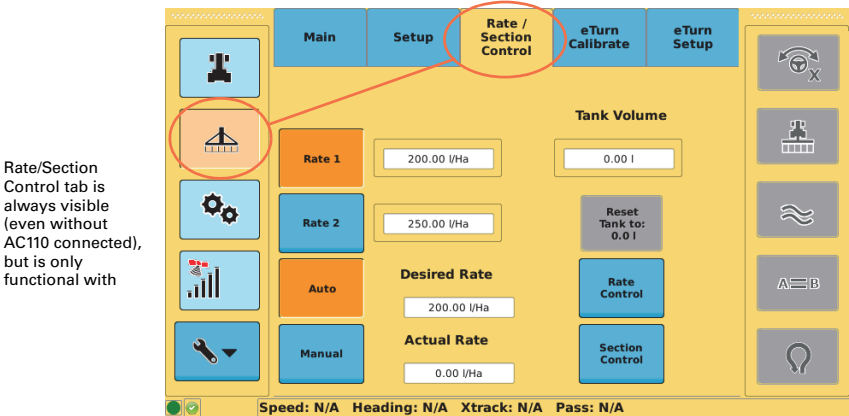 Rate/Section
Control tab is
always visible
(even without
AC110 connected),
but is only
functional with
Main
Setup
Rate /
Section
Control
eTurn
Calibrate
eTurn
Setup
X
Tank Volume
Rate 1
200.00 l/Ha
0.00 l
Rate 2
250.00 l/Ha
Reset
Tank to:
0.0 l
Auto
Desired Rate
200.00 l/Ha
Rate
Control
A B
Manual
Actual Rate
0.00 l/Ha
Section
Control
Speed: N/A Heading: N/A Xtrack: N/A Pass: N/A